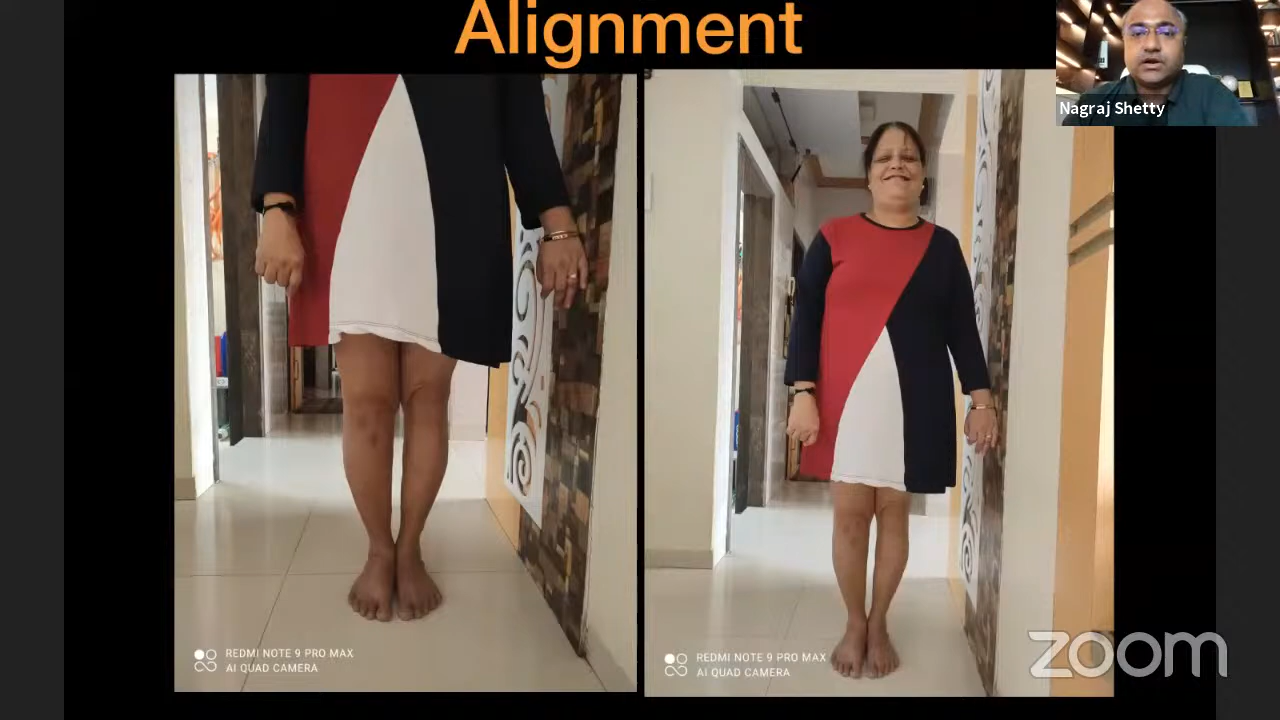 Alignment
Nagraj Shetty
REDMI NOTE 9 PRO MAX
AI QUAD CAMERA
REDMI NOTE 9 PRO MAX
AI QUAD CAMERA
zoom